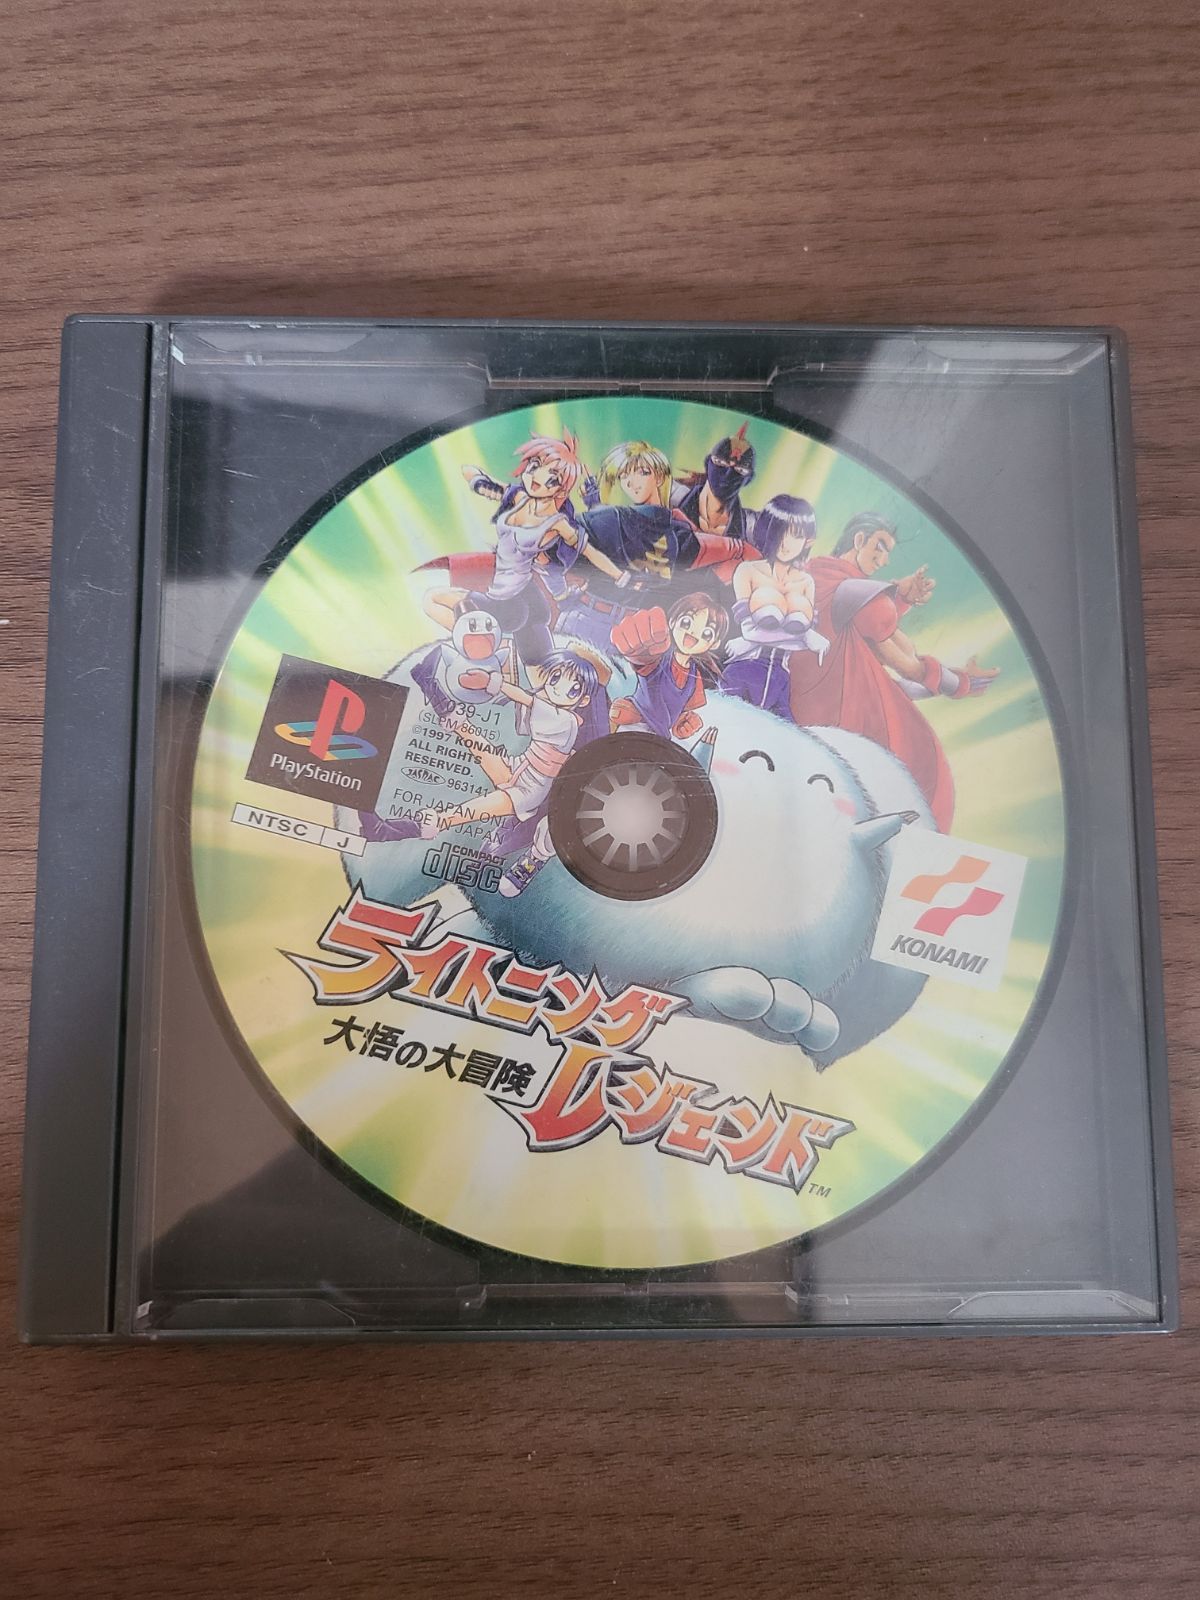 PlayStation
NTSC J
VX039-J1
(SLPM 86015)
©1997 KONAMI
ALL RIGHTS
RESERVED.
JASRAC 963141
FOR JAPAN ONLY
MADE IN JAPAN
COMPACT
disc
KONAMI
ライトニング
大悟の大冒険
レジェンド
TM